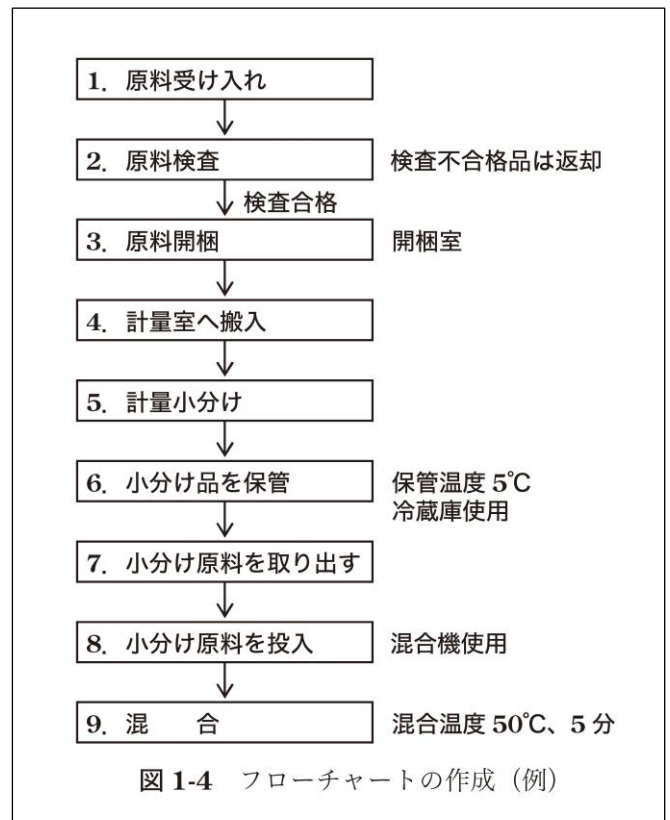 1. 原料受け入れ
2. 原料検査 検査不合格品は返却
検査合格
3. 原料開梱 開梱室
4. 計量室へ搬入
5. 計量小分け
6. 小分け品を保管 保管温度 5℃
冷蔵庫使用
7. 小分け原料を取り出す
8. 小分け原料を投入 混合機使用
9. 混　　合 混合温度 50℃、5 分
図 1-4 フローチャートの作成（例）